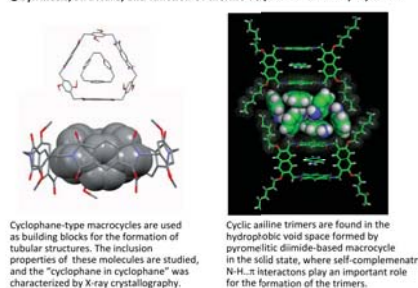 Cyclophane-type macrocycles are used
as building blocks for the formation of
tubular structures. The inclusion
properties of these molecules are studied,
and the "cyclophane in cyclophane" was
characterized by X-ray crystallography.
Cyclic aiiline trimers are found in the
hydrophobic void space formed by
pyromelitic diimide-based macrocycle
in the solid state, where self-complemenatr
N-H…π interactons play an important role
for the formation of the trimers.